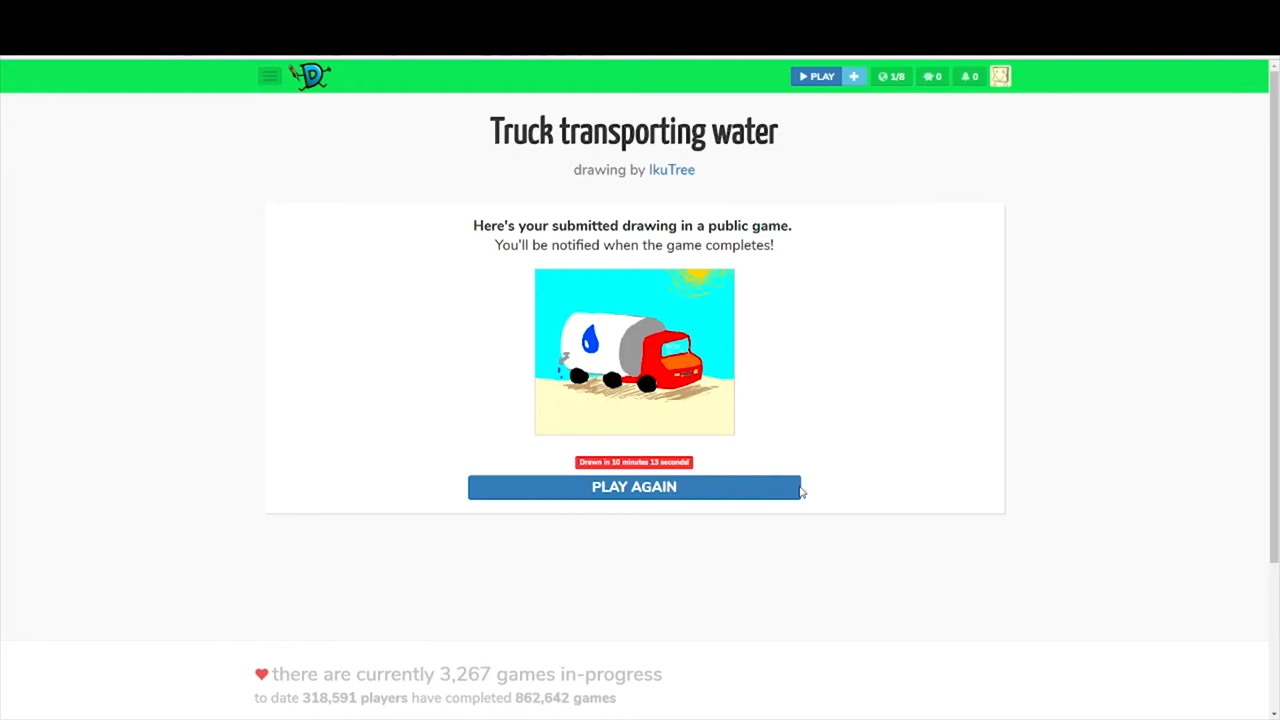 PLAY + 1/8 0 0
Truck transporting water
drawing by IkuTree
Here's your submitted drawing in a public game.
You'll be notified when the game completes!
Drawn in 10 minutes 13 seconds!
PLAY AGAIN
there are currently 3,267 games in-progress
to date 318,591 players have completed 862,642 games